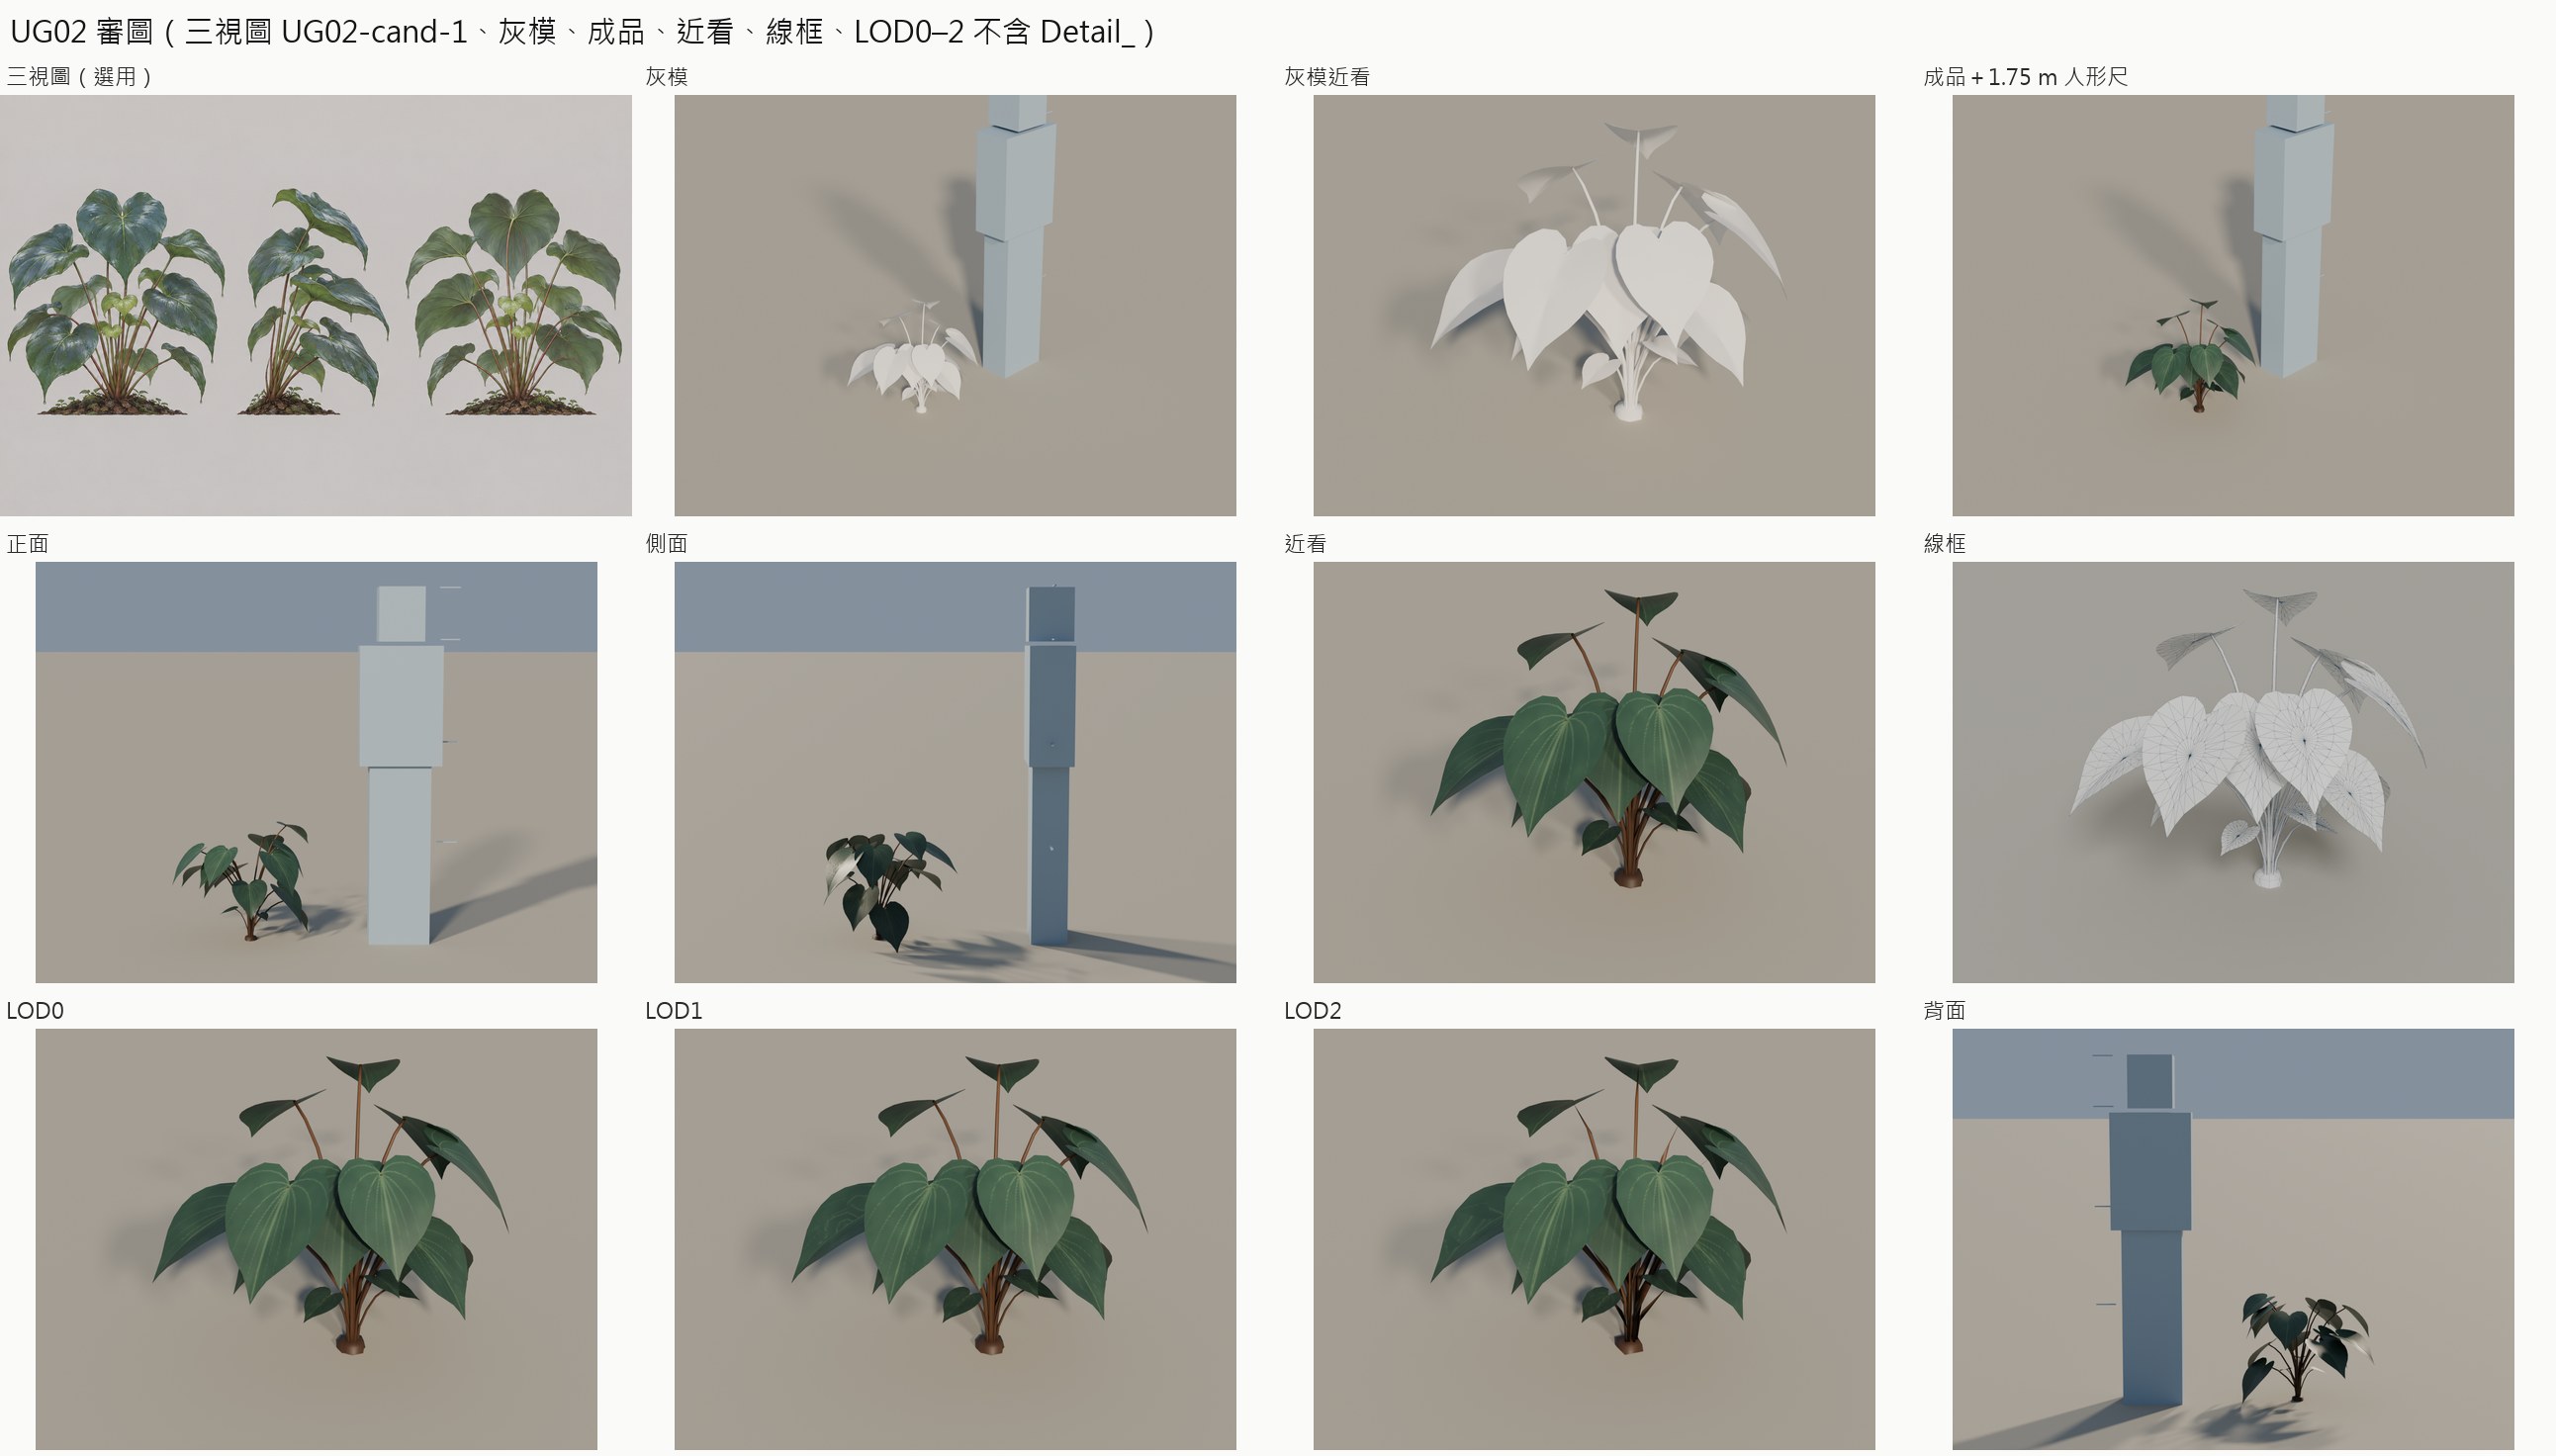 UG02 審圖（三視圖 UG02-cand-1、灰模、成品、近看、線框、LOD0–2 不含 Detail_）
三視圖（選用）
灰模
灰模近看
成品＋1.75 m 人形尺
正面
側面
近看
線框
LOD0
LOD1
LOD2
背面